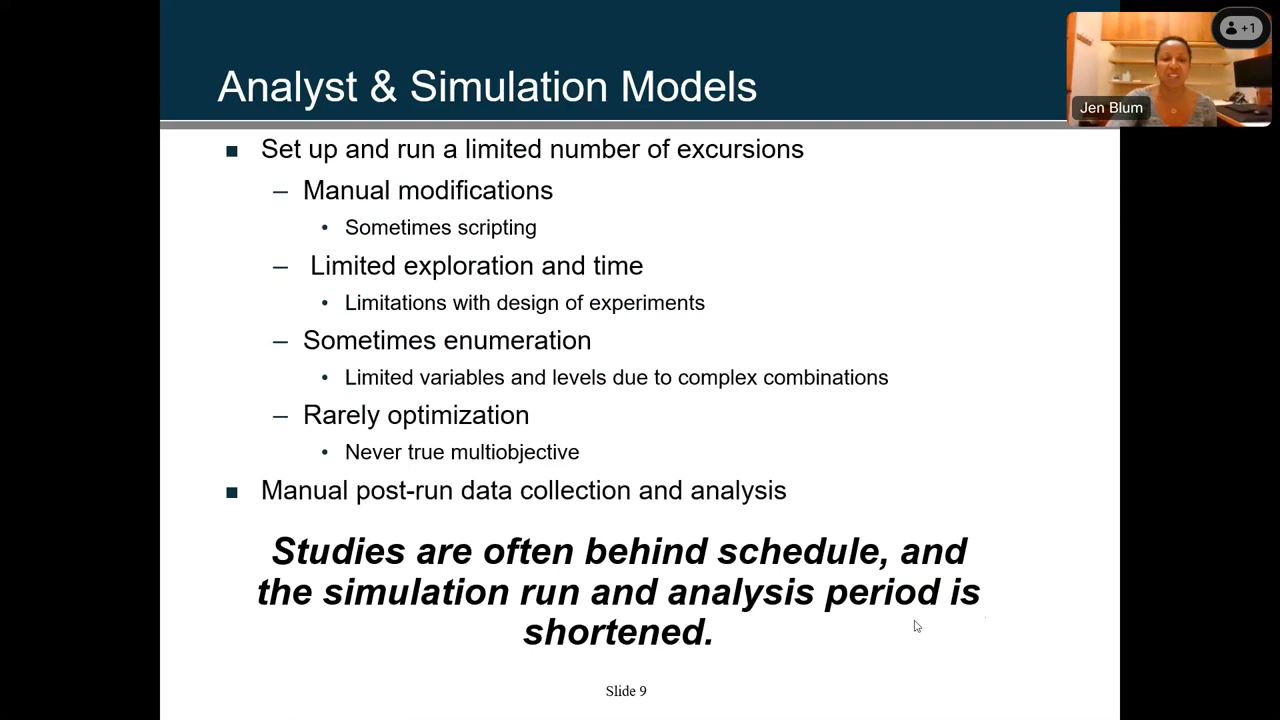 Analyst & Simulation Models
+1
Jen Blum
■ Set up and run a limited number of excursions
– Manual modifications
• Sometimes scripting
– Limited exploration and time
• Limitations with design of experiments
– Sometimes enumeration
• Limited variables and levels due to complex combinations
– Rarely optimization
• Never true multiobjective
■ Manual post-run data collection and analysis
Studies are often behind schedule, and
the simulation run and analysis period is
shortened.
Slide 9